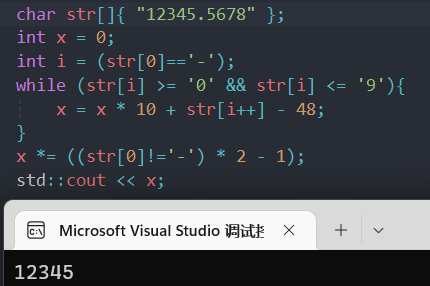 char str[]{ "12345.5678" };
int x = 0;
int i = (str[0]=='-');
while (str[i] >= '0' && str[i] <= '9'){
    x = x * 10 + str[i++] - 48;
}
x *= ((str[0]!='-') * 2 - 1);
std::cout << x;
Microsoft Visual Studio 调试
12345